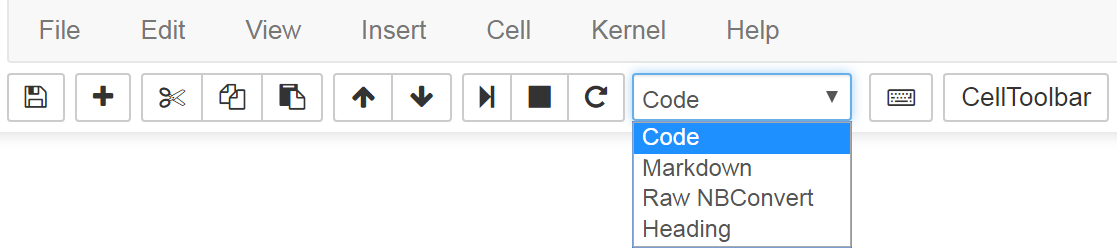 File Edit View Insert Cell Kernel Help
Code CellToolbar
Code
Markdown
Raw NBConvert
Heading